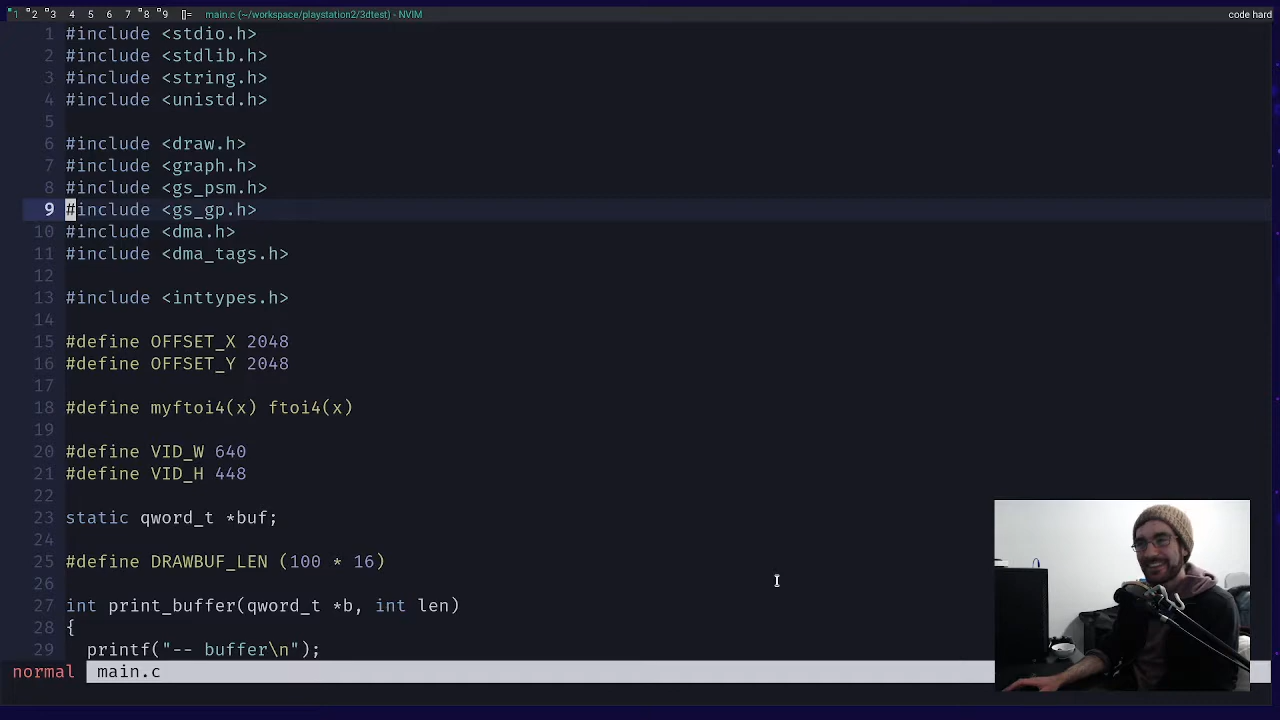 1 2 3 4 5 6 7 8 9 []= main.c (~/workspace/playstation2/3dtest) - NVIM code hard
1 #include <stdio.h>
2 #include <stdlib.h>
3 #include <string.h>
4 #include <unistd.h>
5
6 #include <draw.h>
7 #include <graph.h>
8 #include <gs_psm.h>
9 #include <gs_gp.h>
10 #include <dma.h>
11 #include <dma_tags.h>
12
13 #include <inttypes.h>
14
15 #define OFFSET_X 2048
16 #define OFFSET_Y 2048
17
18 #define myftoi4(x) ftoi4(x)
19
20 #define VID_W 640
21 #define VID_H 448
22
23 static qword_t *buf;
24
25 #define DRAWBUF_LEN (100 * 16)
26
27 int print_buffer(qword_t *b, int len)
28 {
29 printf("-- buffer\n");
normal main.c